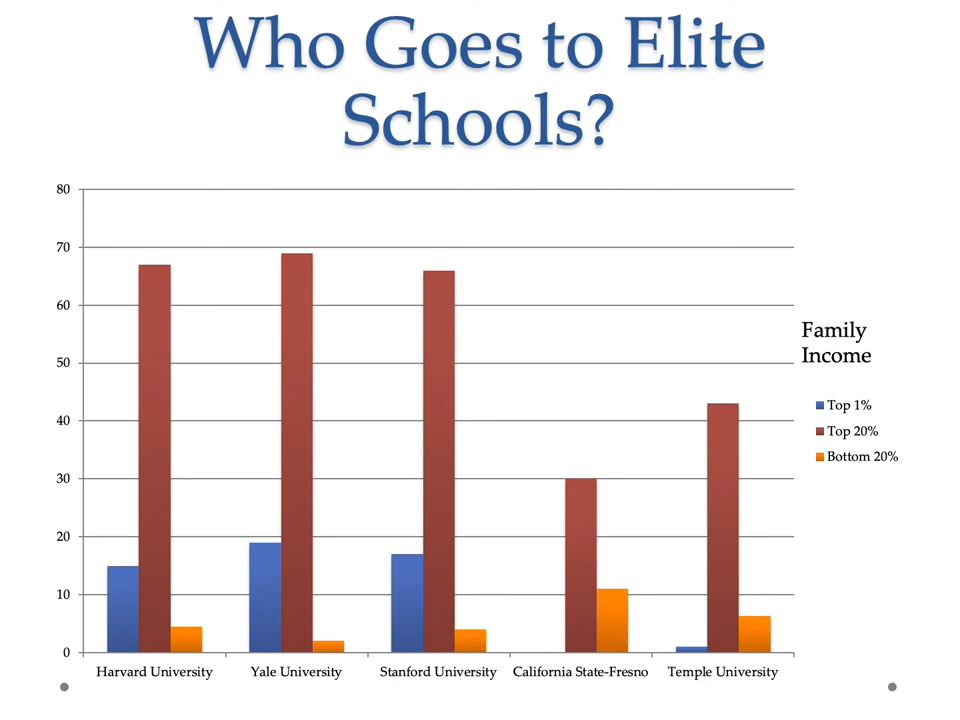 Who Goes to Elite
Schools?
80
70
60
50
40
30
20
10
0
Harvard University
Yale University
Stanford University
California State-Fresno
Temple University
Family
Income
Top 1%
Top 20%
Bottom 20%